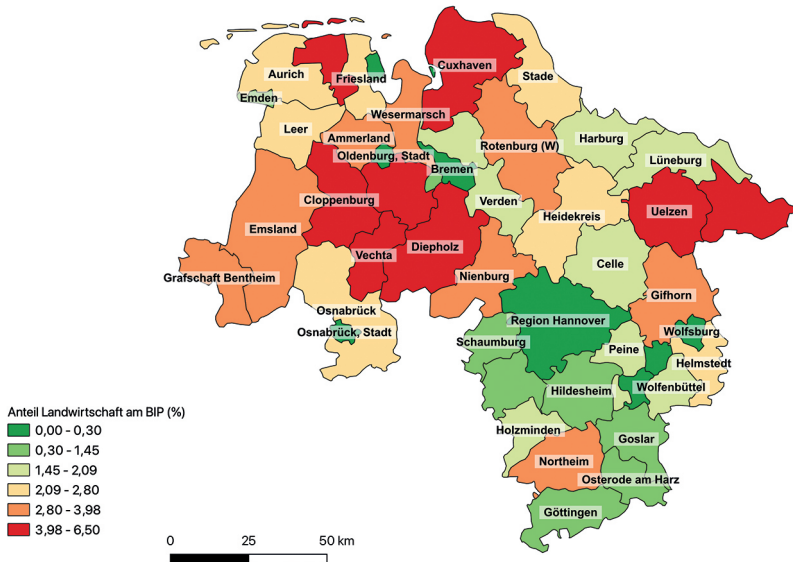 Cuxhaven
Aurich
Friesland
Stade
Emden
Wesermarsch
Leer
Ammerland
Rotenburg (W)
Harburg
Oldenburg, Stadt
Lüneburg
Bremen
Cloppenburg
Verden
Uelzen
Heidekreis
Emsland
Diepholz
Vechta
Celle
Grafschaft Bentheim
Nienburg
Gifhorn
Osnabrück
Region Hannover
Osnabrück, Stadt
Wolfsburg
Schaumburg
Peine
Helmstedt
Wolfenbüttel
Hildesheim
Anteil Landwirtschaft am BIP (%)
0,00 - 0,30
0,30 - 1,45
1,45 - 2,09
2,09 - 2,80
2,80 - 3,98
3,98 - 6,50
Holzminden
Goslar
Northeim
Osterode am Harz
Göttingen
0 25 50 km